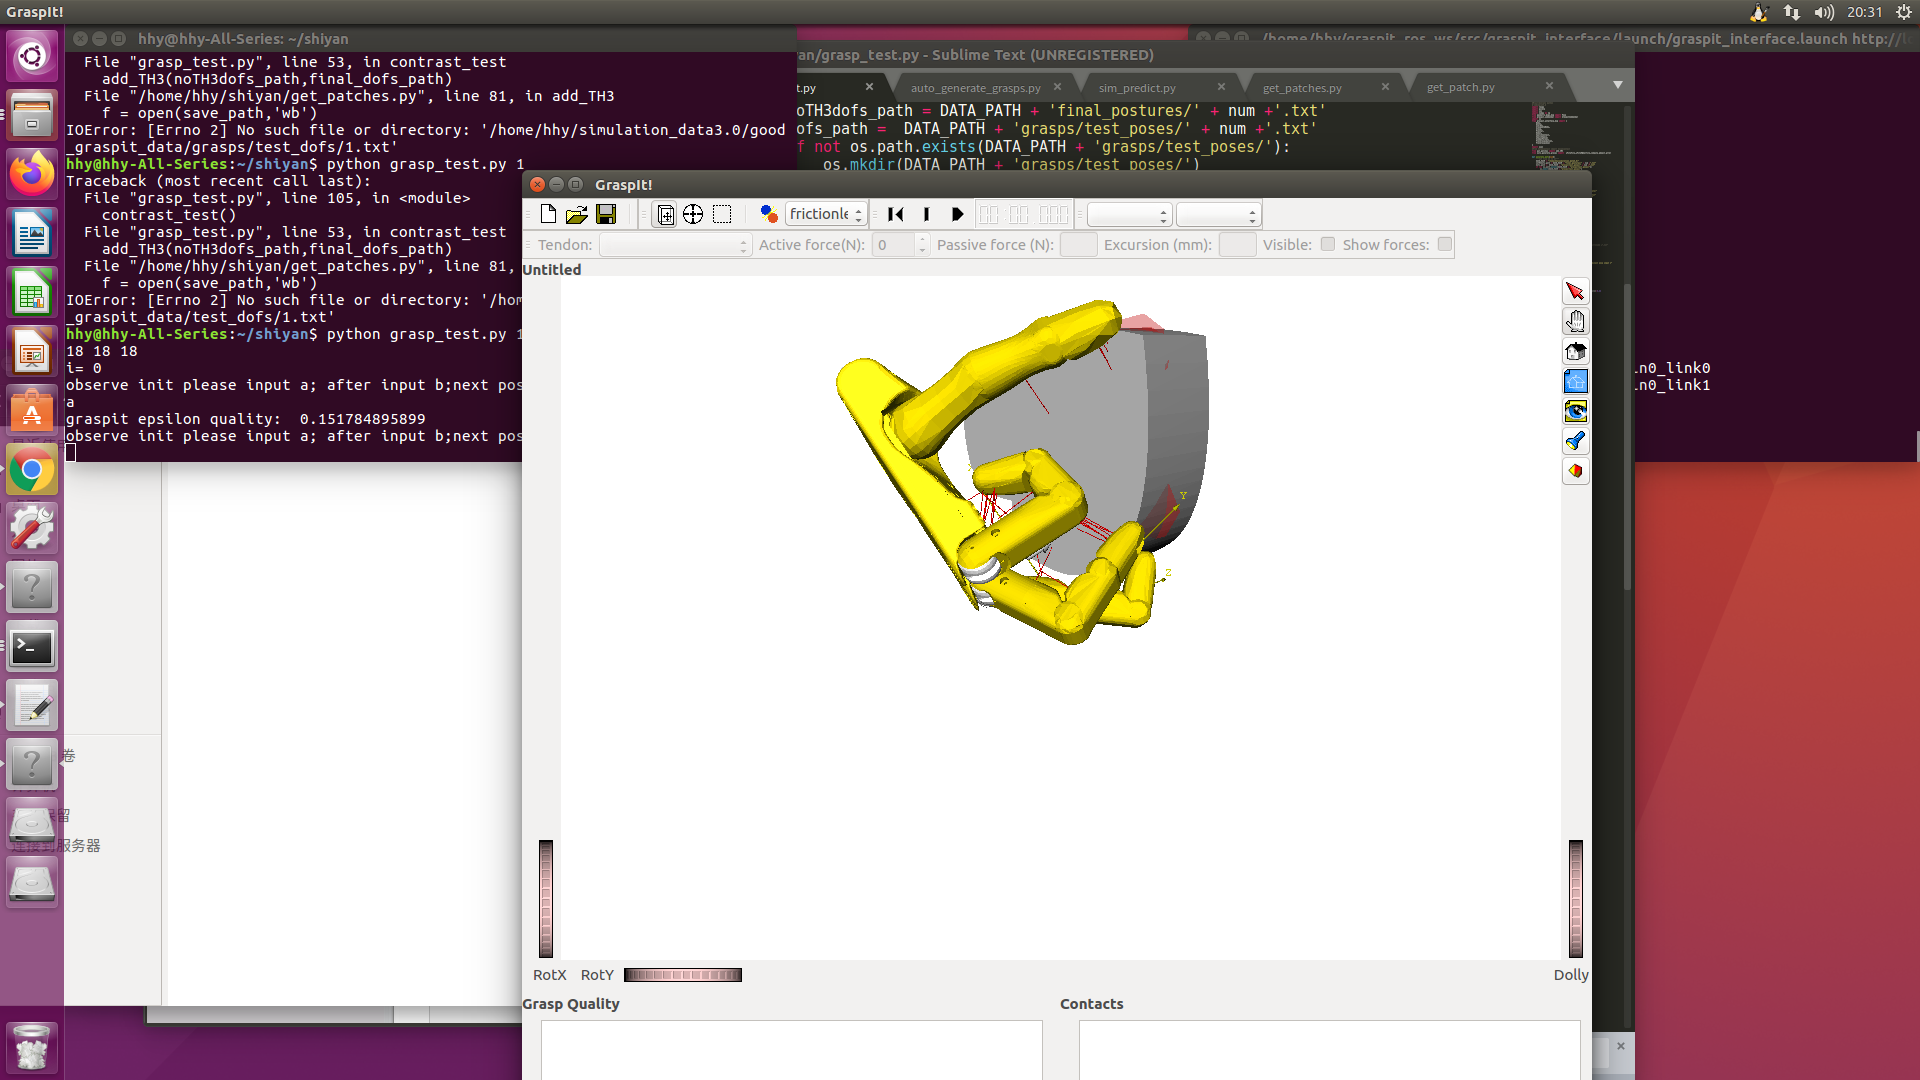 GraspIt!
20:31
hhy@hhy-All-Series: ~/shiyan
File "grasp_test.py", line 53, in contrast_test
add_TH3(noTH3dofs_path,final_dofs_path)
File "/home/hhy/shiyan/get_patches.py", line 81, in add_TH3
f = open(save_path,'wb')
IOError: [Errno 2] No such file or directory: '/home/hhy/simulation_data3.0/good
_graspit_data/grasps/test_dofs/1.txt'
hhy@hhy-All-Series:~/shiyan$ python grasp_test.py 1
Traceback (most recent call last):
File "grasp_test.py", line 105, in <module>
contrast_test()
File "grasp_test.py", line 53, in contrast_test
add_TH3(noTH3dofs_path,final_dofs_path)
File "/home/hhy/shiyan/get_patches.py", line 81,
f = open(save_path,'wb')
IOError: [Errno 2] No such file or directory: '/hom
_graspit_data/test_dofs/1.txt'
hhy@hhy-All-Series:~/shiyan$ python grasp_test.py 1
18 18 18
i= 0
observe init please input a; after input b;next pos
a
graspit epsilon quality:  0.151784895899
observe init please input a; after input b;next pos
an/grasp_test.py - Sublime Text (UNREGISTERED)
t.py
auto_generate_grasps.py
sim_predict.py
get_patches.py
get_patch.py
oTH3dofs_path = DATA_PATH + 'final_postures/' + num +'.txt'
ofs_path =  DATA_PATH + 'grasps/test_poses/' + num +'.txt'
f not os.path.exists(DATA_PATH + 'grasps/test_poses/'):
os.mkdir(DATA_PATH + 'grasps/test_poses/')
/home/hhy/graspit_ros_ws/src/graspit_interface/launch/graspit_interface.launch http://l
in0_link0
in0_link1
GraspIt!
frictionle
Tendon:
Active force(N):
0
Passive force (N):
Excursion (mm):
Visible:
Show forces:
Untitled
Y
Z
RotX
RotY
Dolly
Grasp Quality
Contacts
卷
留
连接到服务器